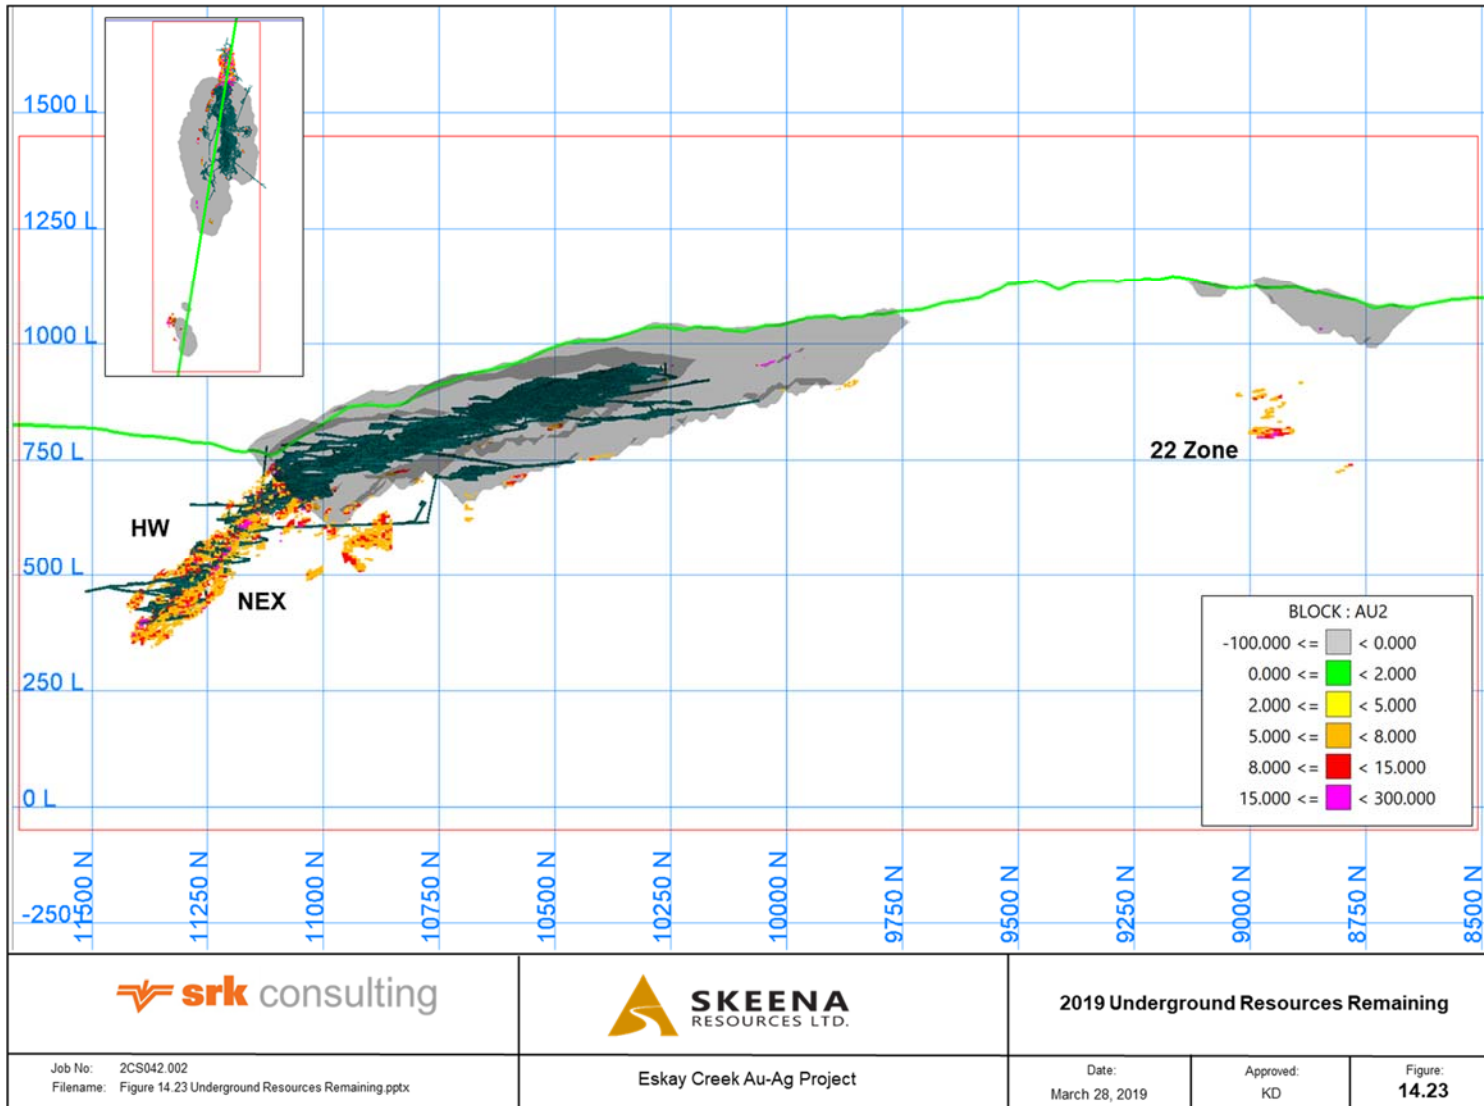 1500 L
1250 L
1000 L
750 L
500 L
250 L
0 L
-250 L
HW
NEX
22 Zone
BLOCK : AU2
-100.000 <= < 0.000
0.000 <= < 2.000
2.000 <= < 5.000
5.000 <= < 8.000
8.000 <= < 15.000
15.000 <= < 300.000
11500 N
11250 N
11000 N
10750 N
10500 N
10250 N
10000 N
9750 N
9500 N
9250 N
9000 N
8750 N
8500 N
srk consulting
SKEENA
RESOURCES LTD.
2019 Underground Resources Remaining
Job No: 2CS042.002
Filename: Figure 14.23 Underground Resources Remaining.pptx
Eskay Creek Au-Ag Project
Date:
March 28, 2019
Approved:
KD
Figure:
14.23